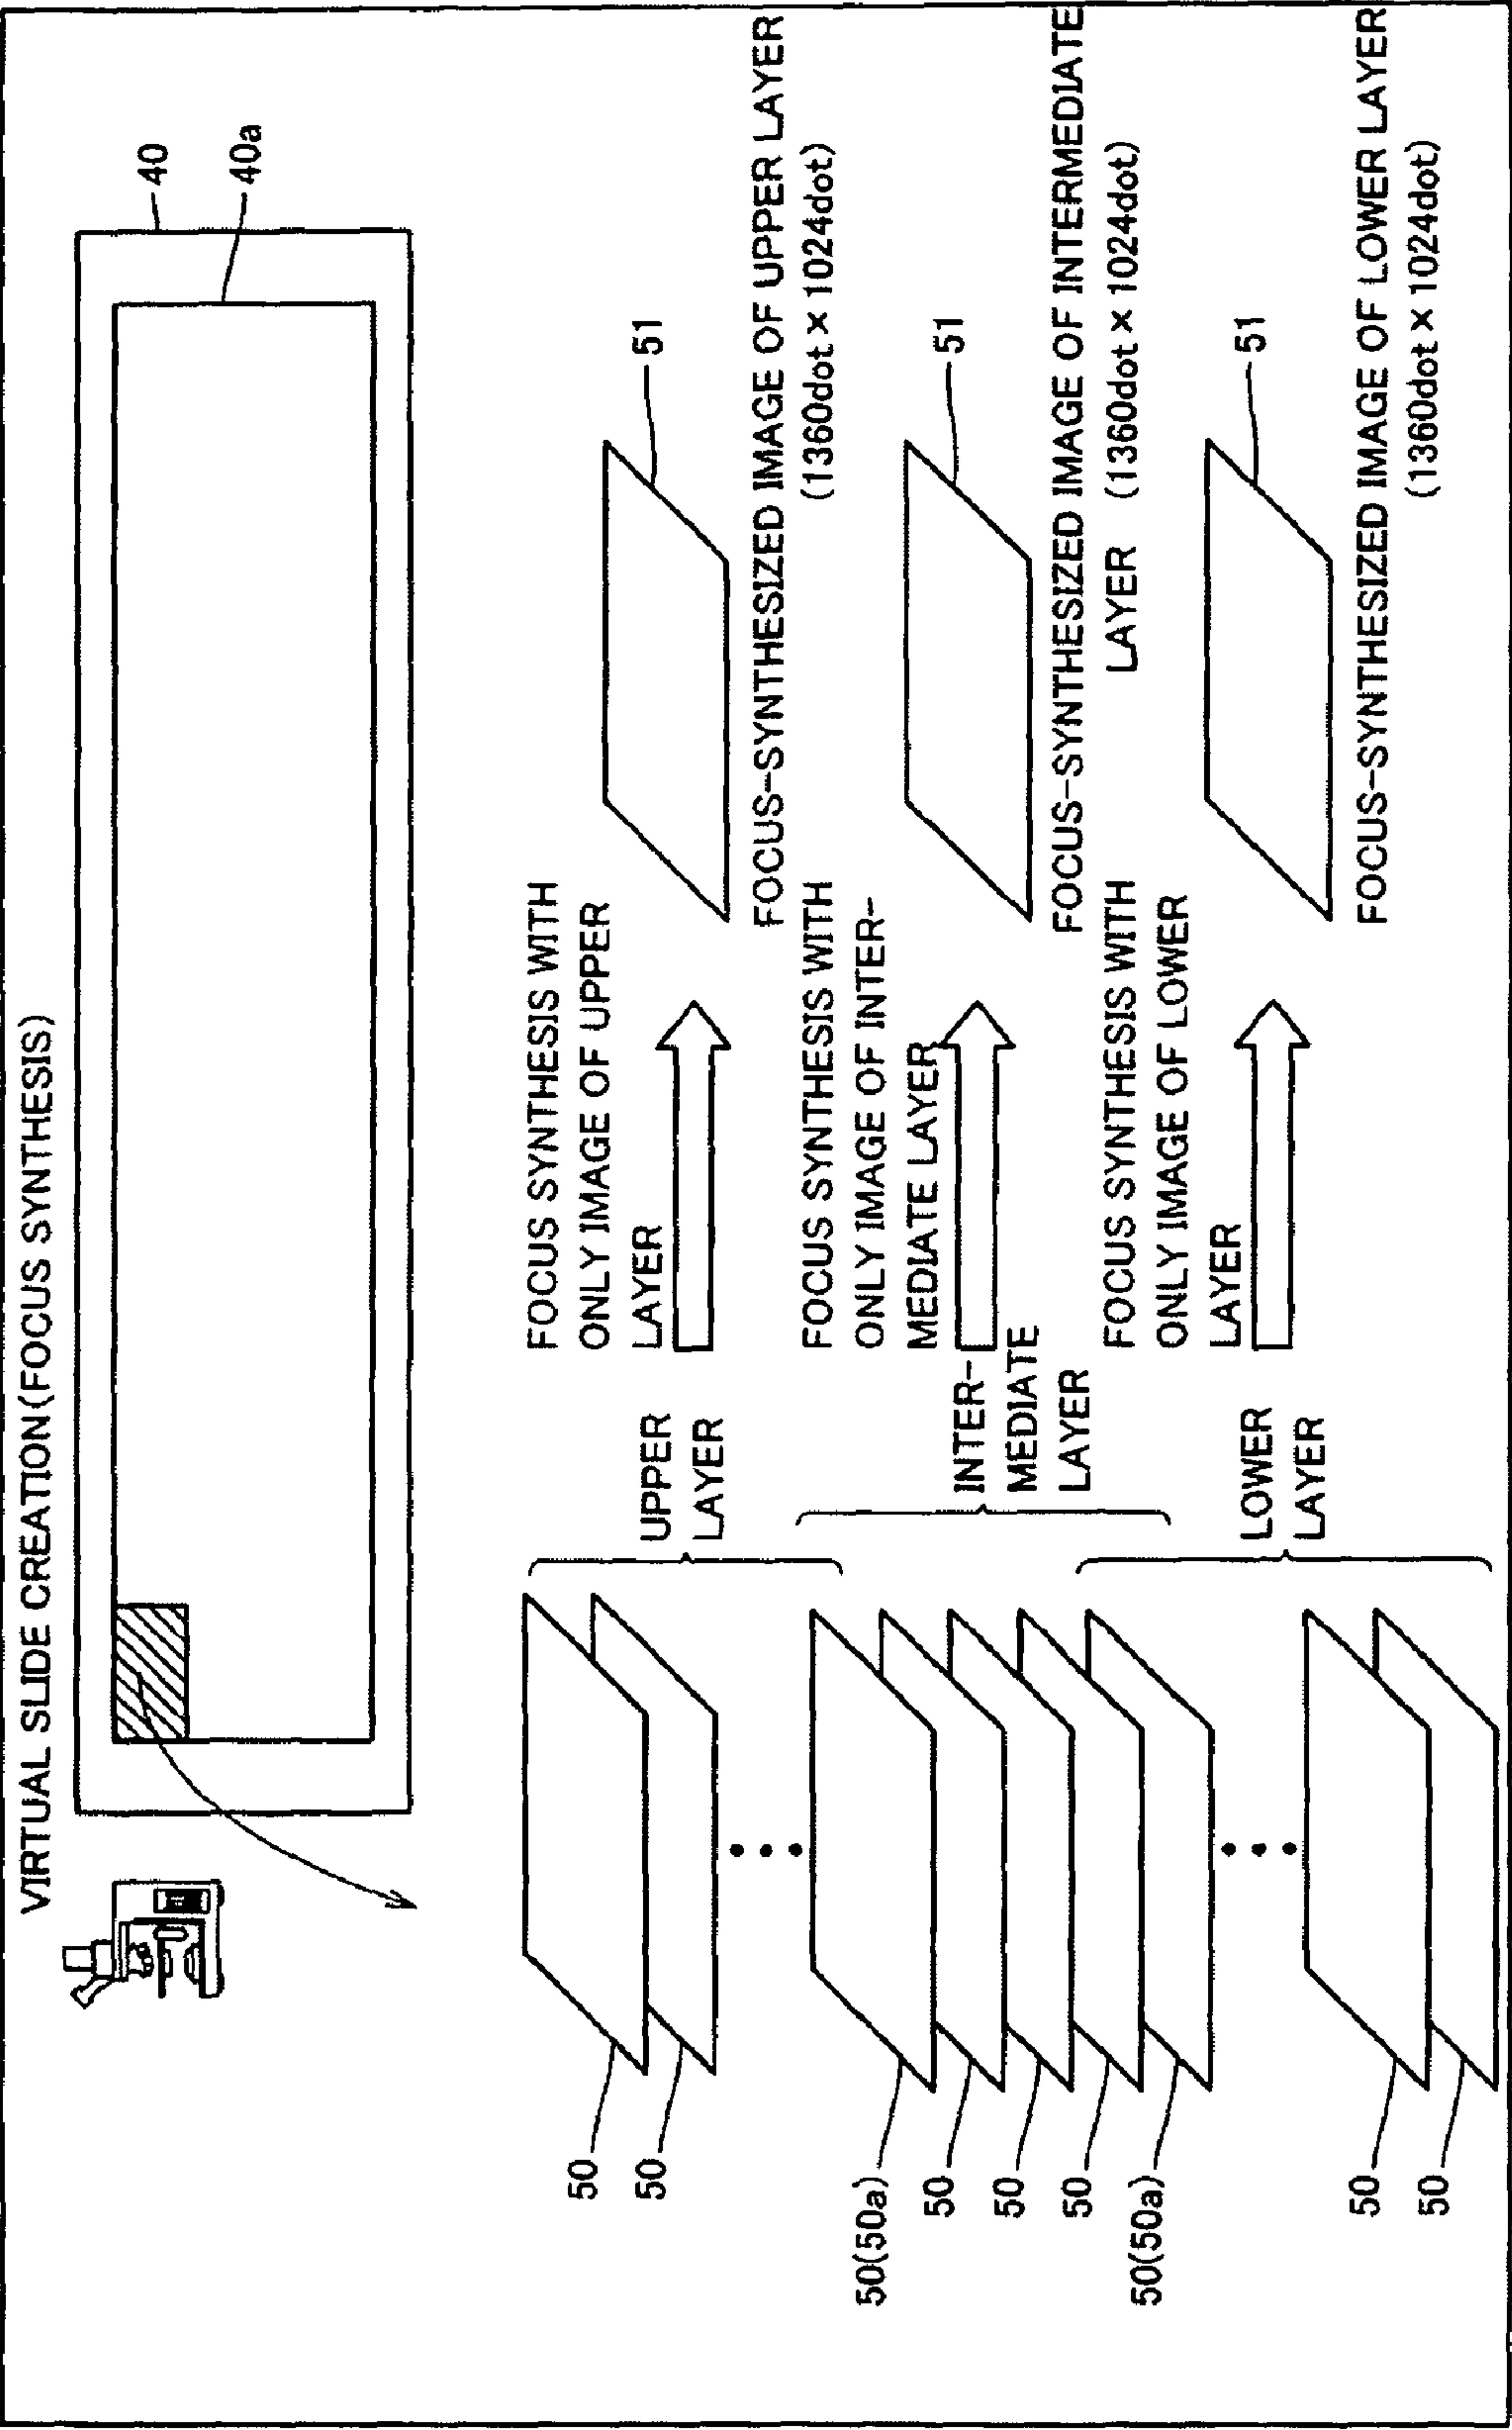 VIRTUAL SLIDE CREATION(FOCUS SYNTHESIS)
40
40a
50
50
50(50a)
50
50
50
50(50a)
50
50
UPPER
LAYER
INTER-
MEDIATE
LAYER
LOWER
LAYER
FOCUS SYNTHESIS WITH
ONLY IMAGE OF UPPER
LAYER
FOCUS SYNTHESIS WITH
ONLY IMAGE OF INTER-
MEDIATE LAYER
FOCUS SYNTHESIS WITH
ONLY IMAGE OF LOWER
LAYER
51
FOCUS-SYNTHESIZED IMAGE OF UPPER LAYER
(1360dot × 1024dot)
51
FOCUS-SYNTHESIZED IMAGE OF INTERMEDIATE
LAYER (1360dot × 1024dot)
51
FOCUS-SYNTHESIZED IMAGE OF LOWER LAYER
(1360dot × 1024dot)